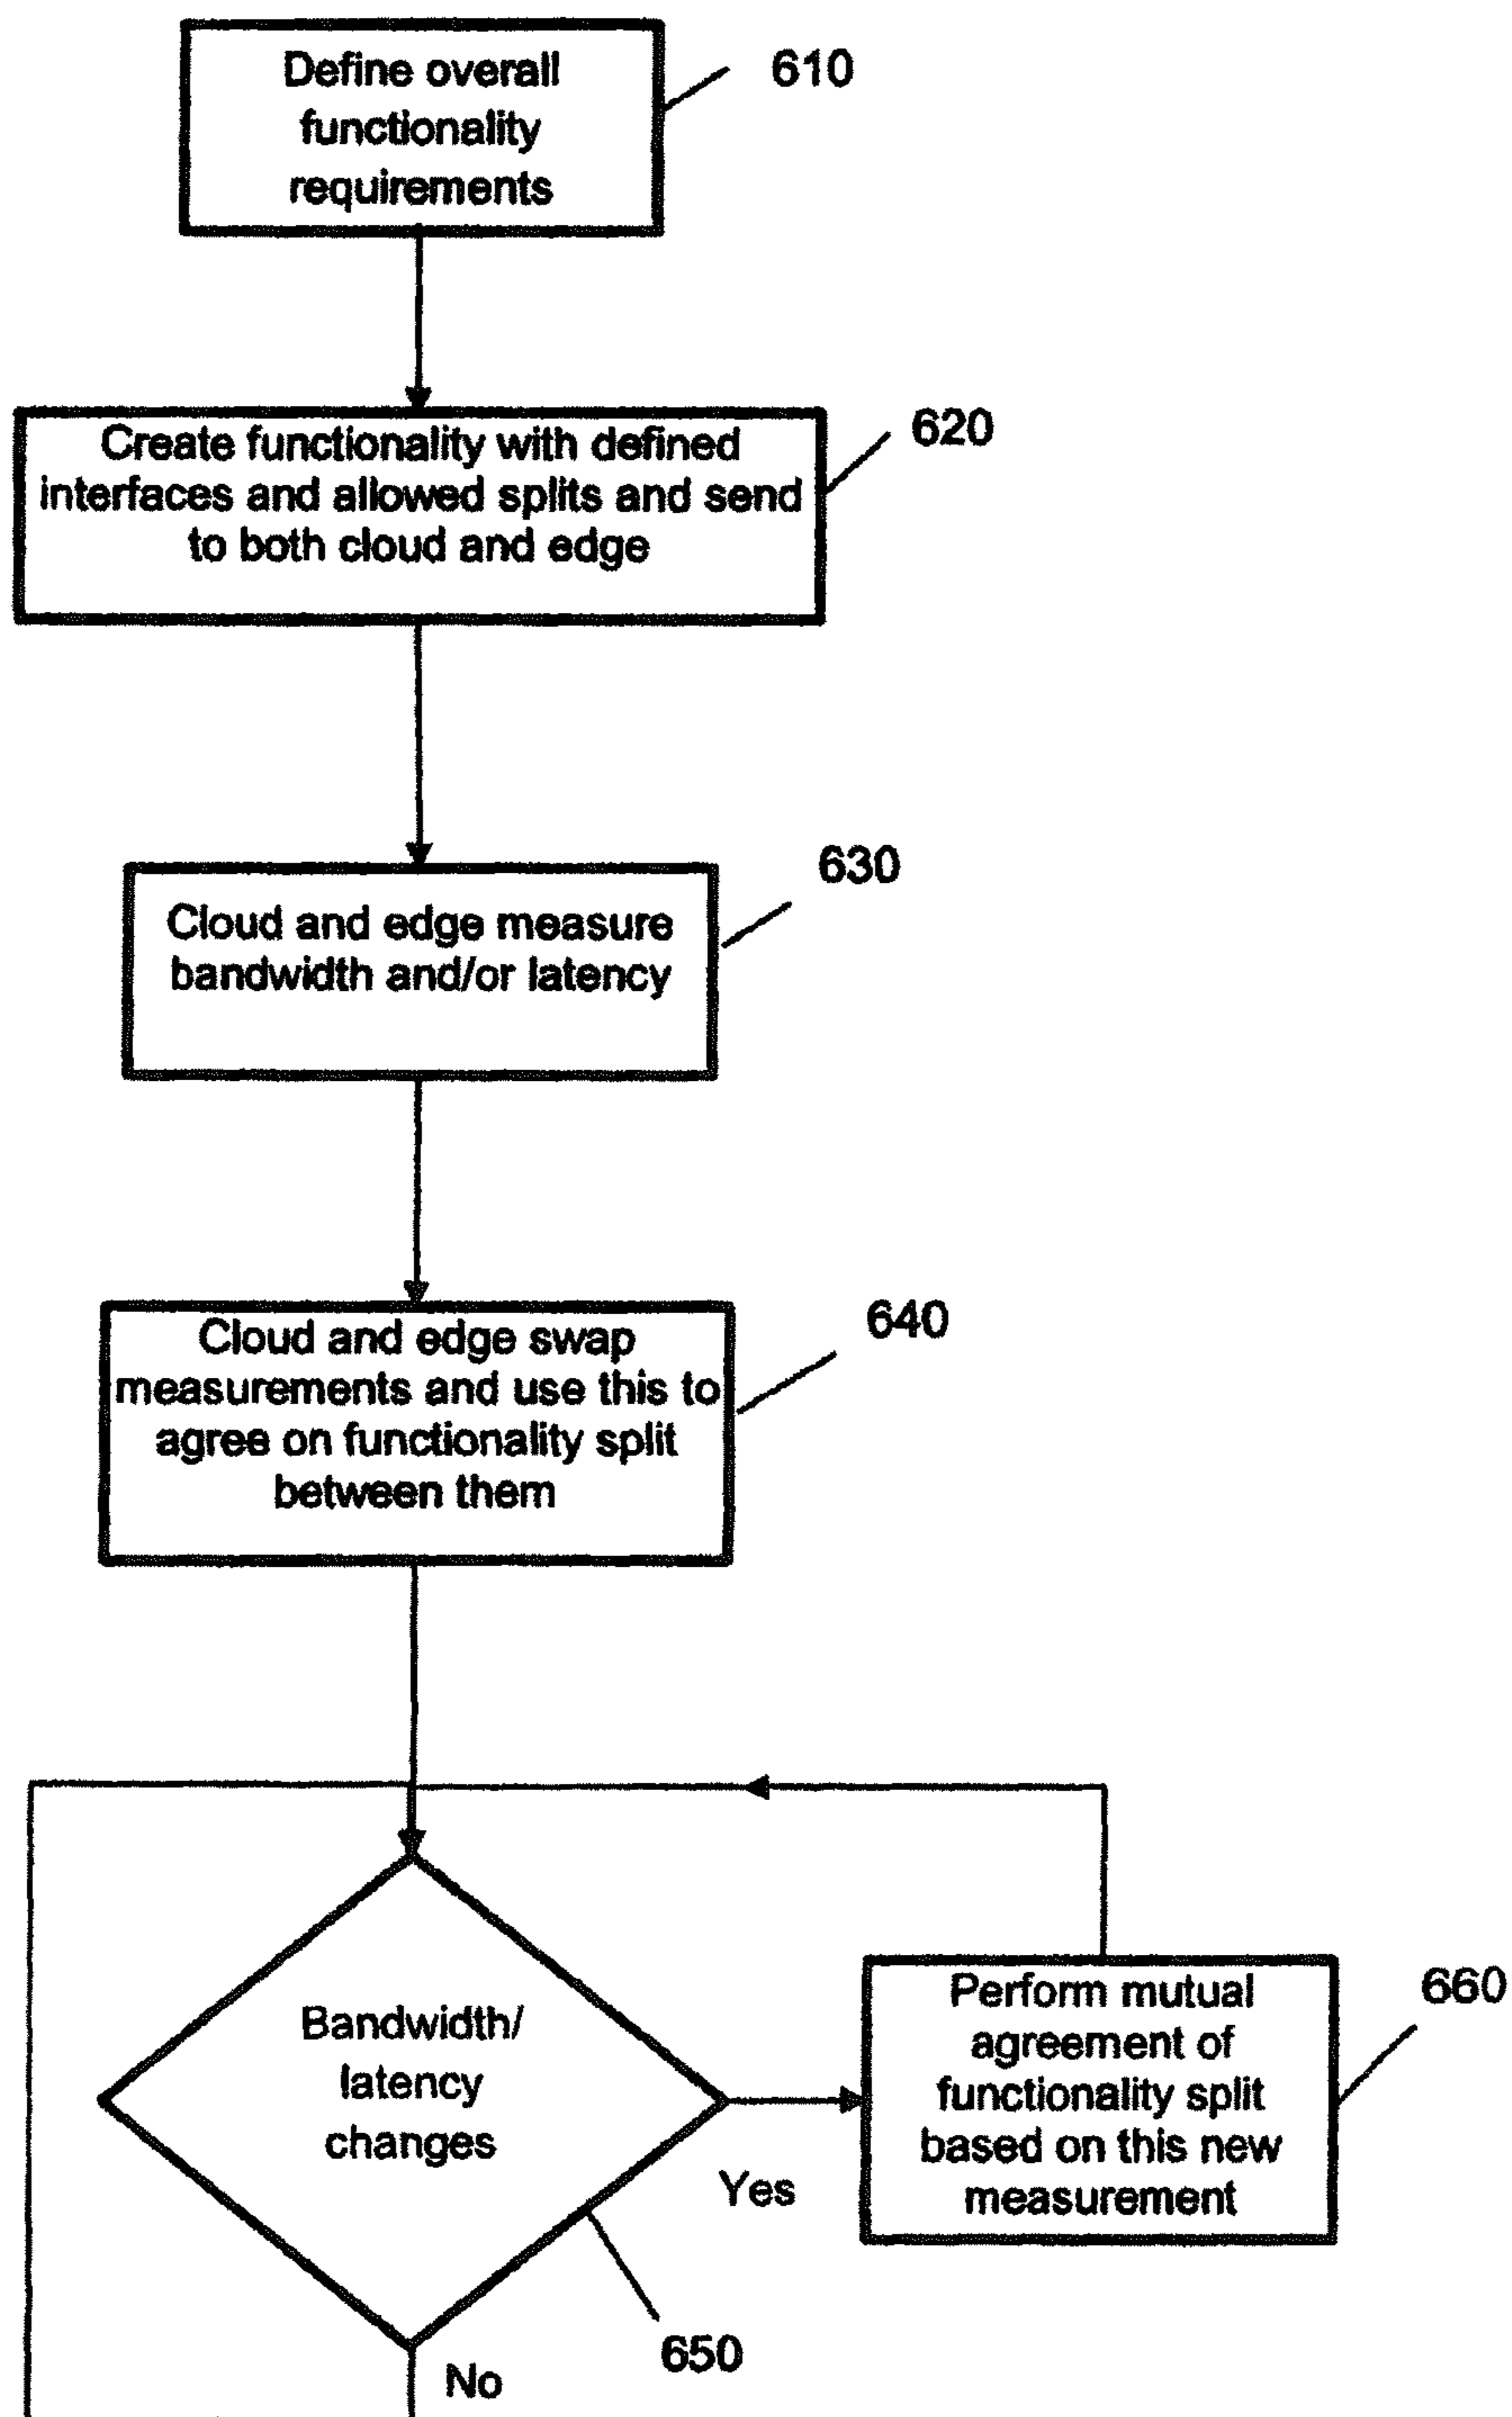 Define overall
functionality
requirements
610
Create functionality with defined
interfaces and allowed splits and send
to both cloud and edge
620
Cloud and edge measure
bandwidth and/or latency
630
Cloud and edge swap
measurements and use this to
agree on functionality split
between them
640
Bandwidth/
latency
changes
650
Yes
No
Perform mutual
agreement of
functionality split
based on this new
measurement
660